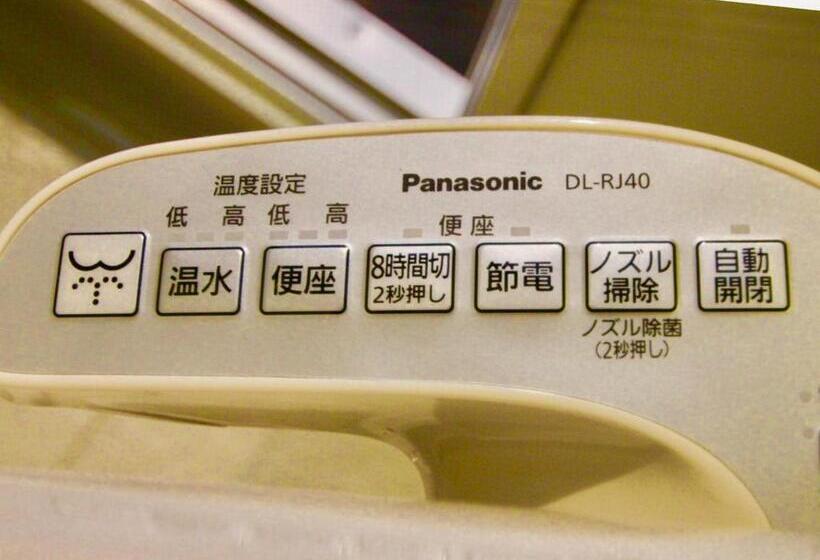 温度設定
Panasonic DL-RJ40
低 高 低 高 便座
温水
便座
8時間切
2秒押し
節電
ノズル
掃除
自動
開閉
ノズル除菌
(2秒押し)